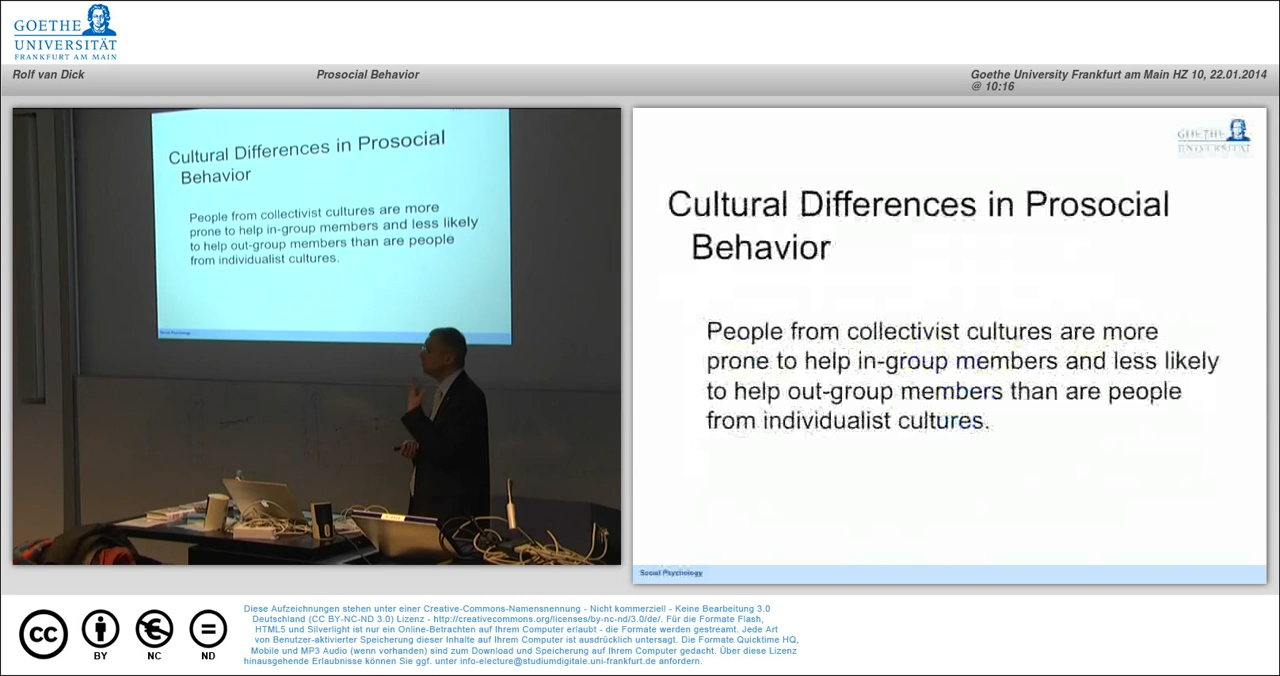 GOETHE
UNIVERSITÄT
FRANKFURT AM MAIN
Rolf van Dick
Prosocial Behavior
Goethe University Frankfurt am Main HZ 10, 22.01.2014
@ 10:16
Cultural Differences in Prosocial
Behavior
People from collectivist cultures are more
prone to help in-group members and less likely
to help out-group members than are people
from individualist cultures.
Social Psychology
GOETHE
UNIVERSITÄT
Cultural Differences in Prosocial
Behavior
People from collectivist cultures are more
prone to help in-group members and less likely
to help out-group members than are people
from individualist cultures.
Social Psychology
cc
BY
NC
ND
Diese Aufzeichnungen stehen unter einer Creative-Commons-Namensnennung - Nicht kommerziell - Keine Bearbeitung 3.0
Deutschland (CC BY-NC-ND 3.0) Lizenz - http://creativecommons.org/licenses/by-nc-nd/3.0/de/. Für die Formate Flash,
HTML5 und Silverlight ist nur ein Online-Betrachten auf Ihrem Computer erlaubt - die Formate werden gestreamt. Jede Art
von Benutzer-aktivierter Speicherung dieser Inhalte auf Ihrem Computer ist ausdrücklich untersagt. Die Formate Quicktime HQ,
Mobile und MP3 Audio (wenn vorhanden) sind zum Download und Speicherung auf Ihrem Computer gedacht. Über diese Lizenz
hinausgehende Erlaubnisse können Sie ggf. unter info-electure@studiumdigitale.uni-frankfurt.de anfordern.